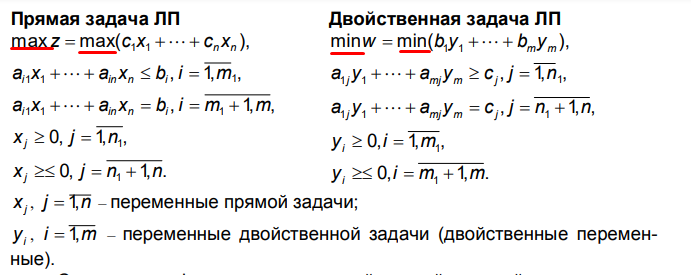 Прямая задача ЛП Двойственная задача ЛП
max z = max(c₁x₁ + ⋯ + cₙxₙ), min w = min(b₁y₁ + ⋯ + bₘyₘ),
aᵢ₁x₁ + ⋯ + aᵢₙxₙ ≤ bᵢ, i = 1,m₁, a₁ⱼy₁ + ⋯ + aₘⱼyₘ ≥ cⱼ, j = 1,n₁,
aᵢ₁x₁ + ⋯ + aᵢₙxₙ = bᵢ, i = m₁ + 1,m, a₁ⱼy₁ + ⋯ + aₘⱼyₘ = cⱼ, j = n₁ + 1,n,
xⱼ ≥ 0, j = 1,n₁, yᵢ ≥ 0, i = 1,m₁,
xⱼ ≥≤ 0, j = n₁ + 1,n. yᵢ ≥≤ 0, i = m₁ + 1,m.
xⱼ, j = 1,n – переменные прямой задачи;
yᵢ, i = 1,m – переменные двойственной задачи (двойственные перемен-
ные).